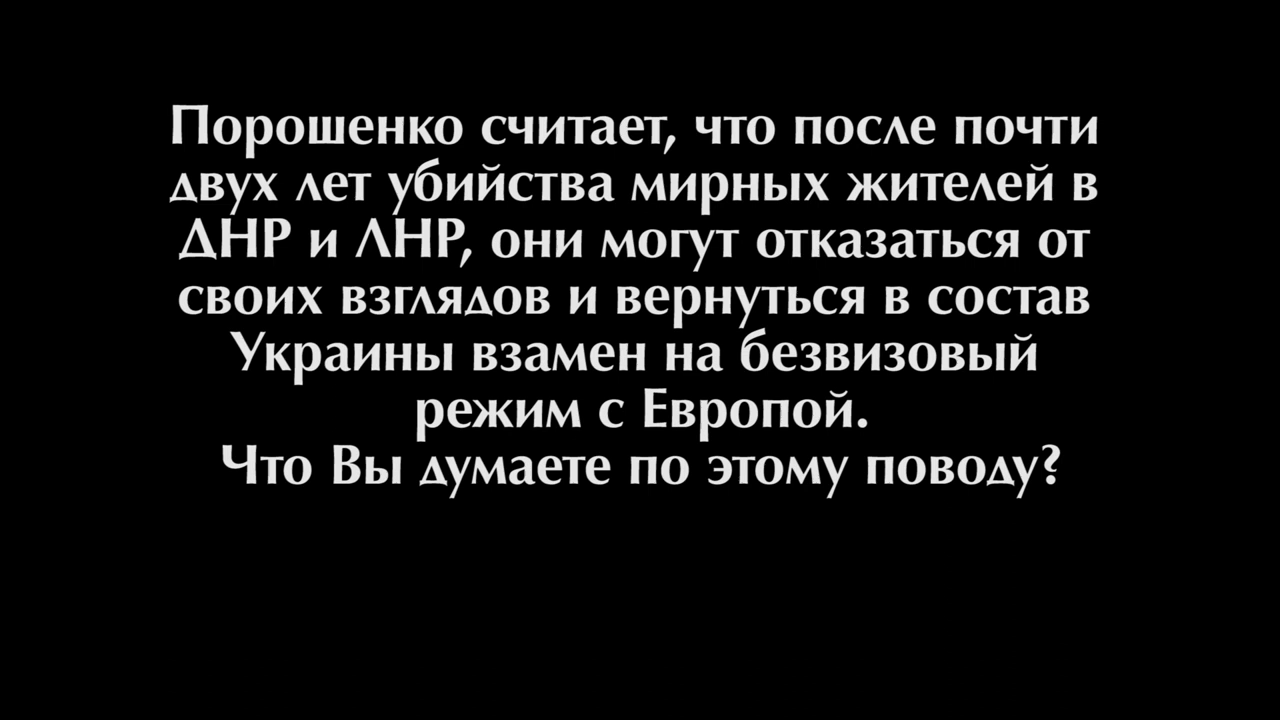 Порошенко считает, что после почти
двух лет убийства мирных жителей в
ДНР и ЛНР, они могут отказаться от
своих взглядов и вернуться в состав
Украины взамен на безвизовый
режим с Европой.
Что Вы думаете по этому поводу?